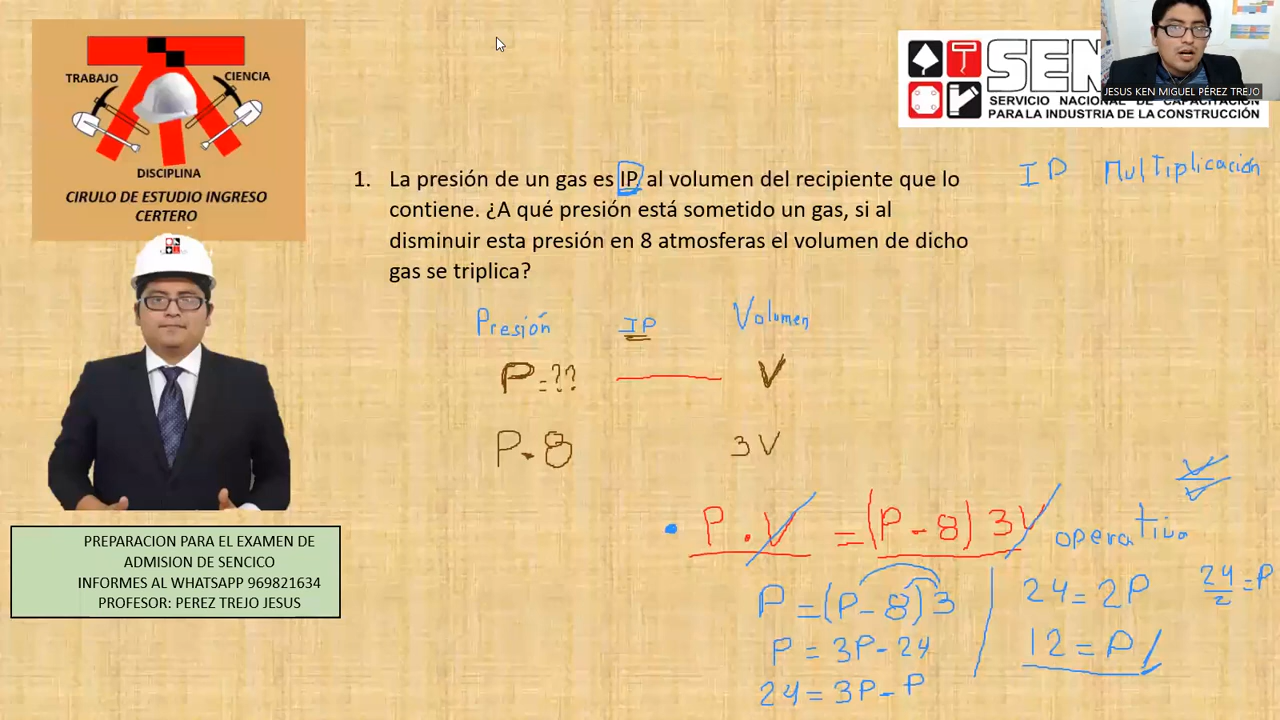 TRABAJO
CIENCIA
DISCIPLINA
CIRULO DE ESTUDIO INGRESO
CERTERO
SEN
SERVICIO NACIONAL DE CAPACITACIÓN
PARA LA INDUSTRIA DE LA CONSTRUCCIÓN
JESUS KEN MIGUEL PÉREZ TREJO
IP Multiplicación
1. La presión de un gas es IP al volumen del recipiente que lo
contiene. ¿A qué presión está sometido un gas, si al
disminuir esta presión en 8 atmosferas el volumen de dicho
gas se triplica?
Presión IP Volumen
P=?? V
P-8 3V
P.V=(P-8)3V operativa
P=(P-8)3
P=3P-24
24=3P-P
24=2P
24/2=P
12=P
PREPARACION PARA EL EXAMEN DE
ADMISION DE SENCICO
INFORMES AL WHATSAPP 969821634
PROFESOR: PEREZ TREJO JESUS